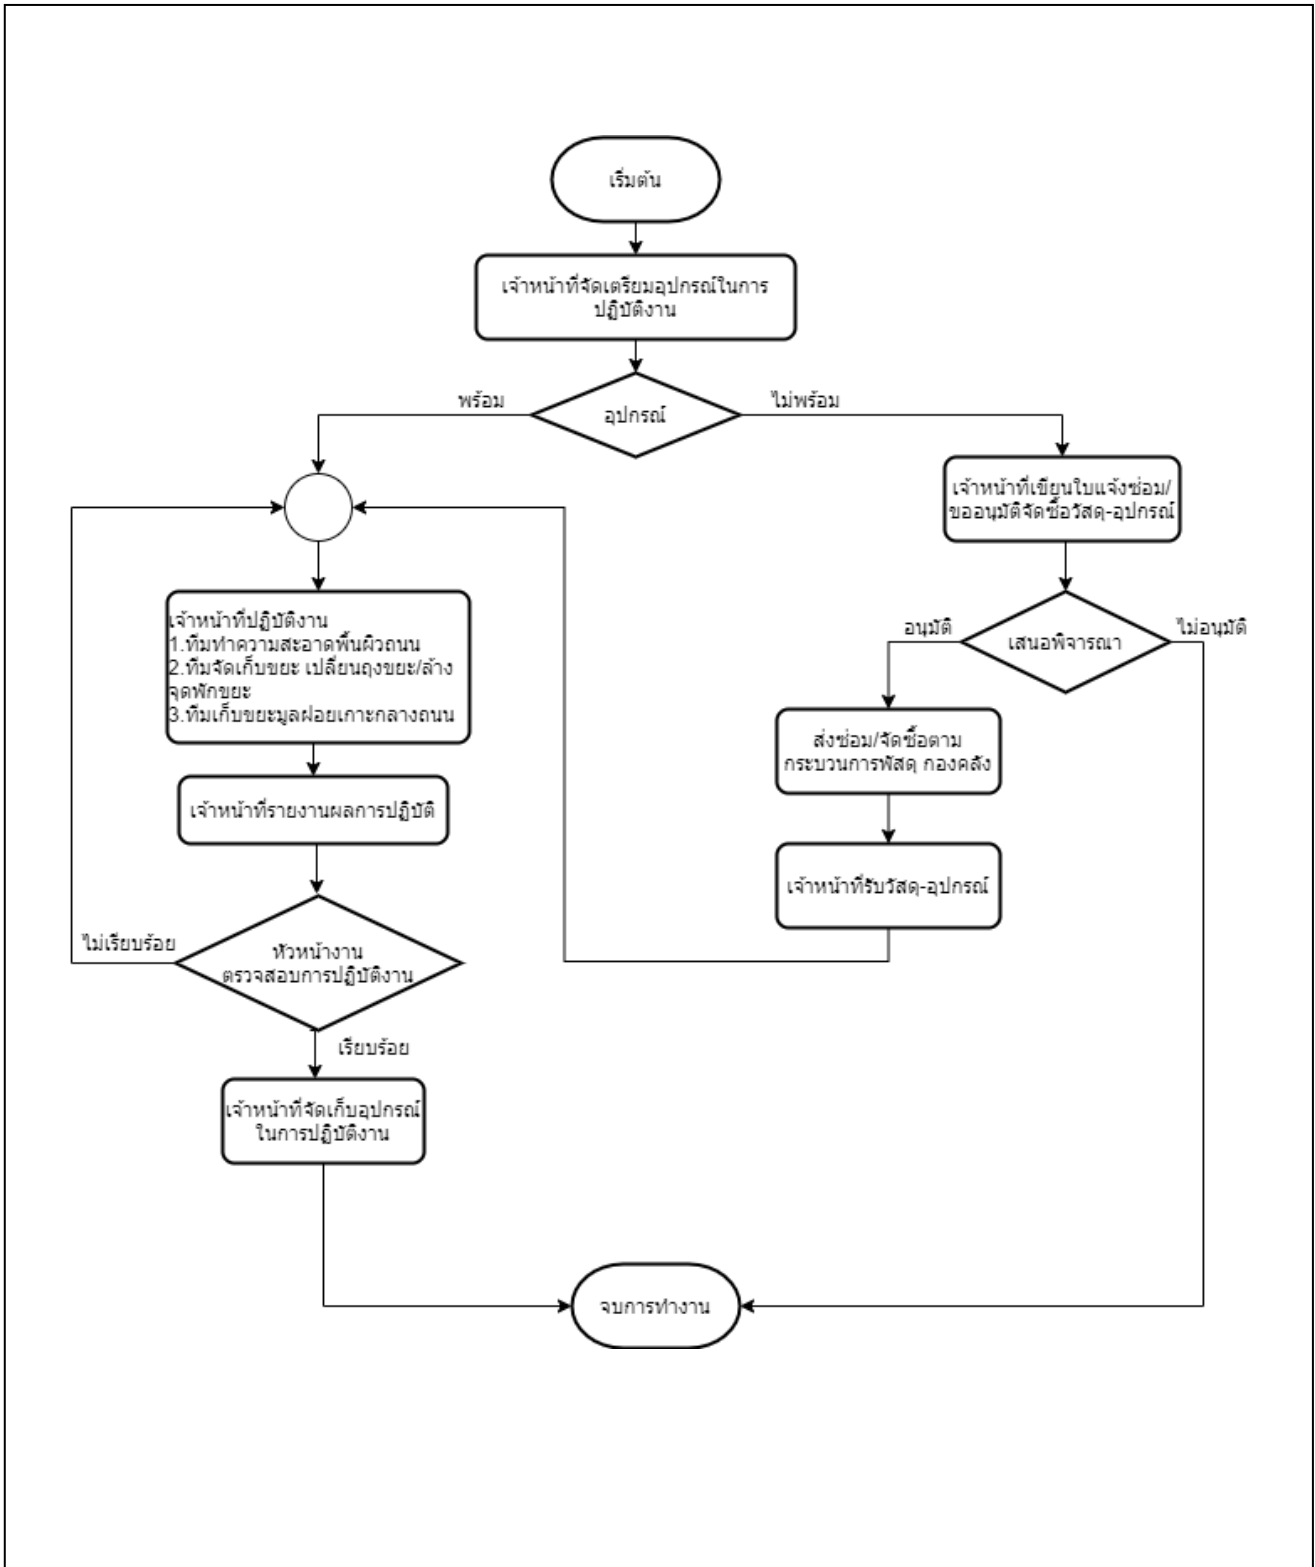 เริ่มต้น
เจ้าหน้าที่จัดเตรียมอุปกรณ์ในการ
ปฏิบัติงาน
พร้อม
อุปกรณ์
ไม่พร้อม
เจ้าหน้าที่เขียนใบแจ้งซ่อม/
ขออนุมัติจัดซื้อวัสดุ-อุปกรณ์
เจ้าหน้าที่ปฏิบัติงาน
1.ทีมทำความสะอาดพื้นผิวถนน
2.ทีมจัดเก็บขยะ เปลี่ยนถุงขยะ/ล้าง
จุดพักขยะ
3.ทีมเก็บขยะมูลฝอยเกาะกลางถนน
อนุมัติ
เสนอพิจารณา
ไม่อนุมัติ
ส่งซ่อม/จัดซื้อตาม
กระบวนการพัสดุ กองคลัง
เจ้าหน้าที่รายงานผลการปฏิบัติ
เจ้าหน้าที่รับวัสดุ-อุปกรณ์
ไม่เรียบร้อย
หัวหน้างาน
ตรวจสอบการปฏิบัติงาน
เรียบร้อย
เจ้าหน้าที่จัดเก็บอุปกรณ์
ในการปฏิบัติงาน
จบการทำงาน